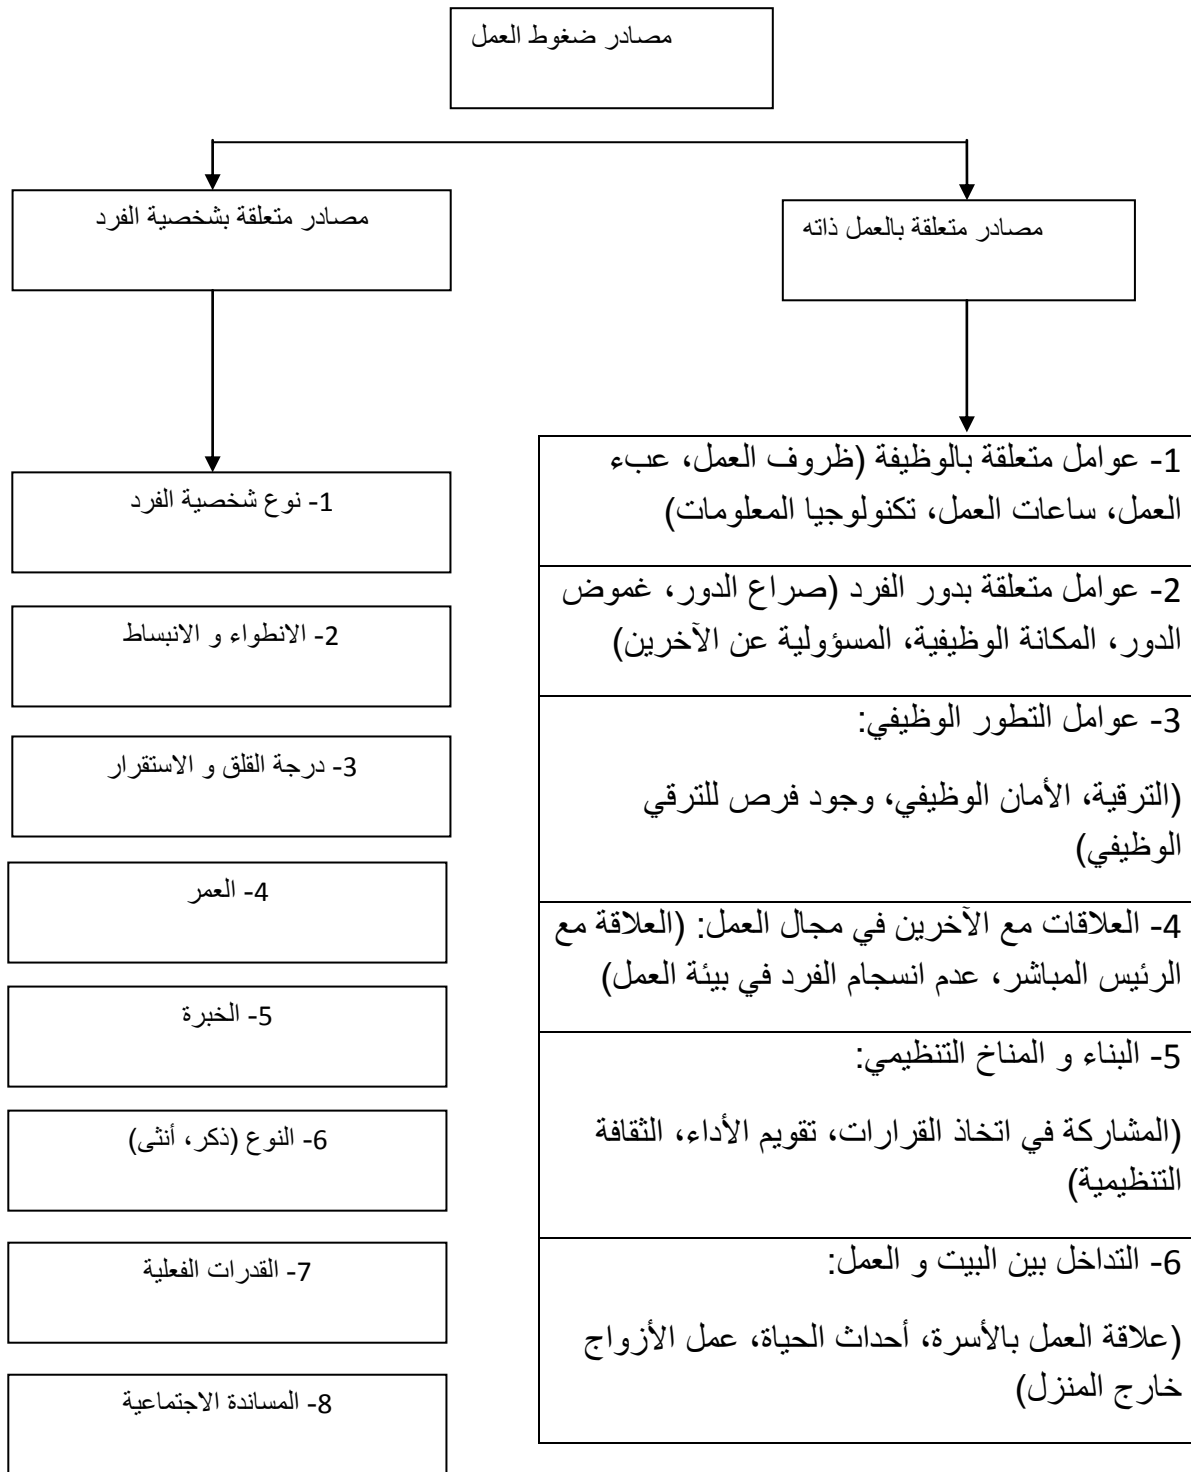 مصادر ضغوط العمل
مصادر متعلقة بالعمل ذاته
مصادر متعلقة بشخصية الفرد
1- عوامل متعلقة بالوظيفة (ظروف العمل، عبء
العمل، ساعات العمل، تكنولوجيا المعلومات)
2- عوامل متعلقة بدور الفرد (صراع الدور، غموض
الدور، المكانة الوظيفية، المسؤولية عن الآخرين)
3- عوامل التطور الوظيفي:
(الترقية، الأمان الوظيفي، وجود فرص للترقي
الوظيفي)
4- العلاقات مع الآخرين في مجال العمل: (العلاقة مع
الرئيس المباشر، عدم انسجام الفرد في بيئة العمل)
5- البناء و المناخ التنظيمي:
(المشاركة في اتخاذ القرارات، تقويم الأداء، الثقافة
التنظيمية)
6- التداخل بين البيت و العمل:
(علاقة العمل بالأسرة، أحداث الحياة، عمل الأزواج
خارج المنزل)
1- نوع شخصية الفرد
2- الانطواء و الانبساط
3- درجة القلق و الاستقرار
4- العمر
5- الخبرة
6- النوع (ذكر، أنثى)
7- القدرات الفعلية
8- المساندة الاجتماعية